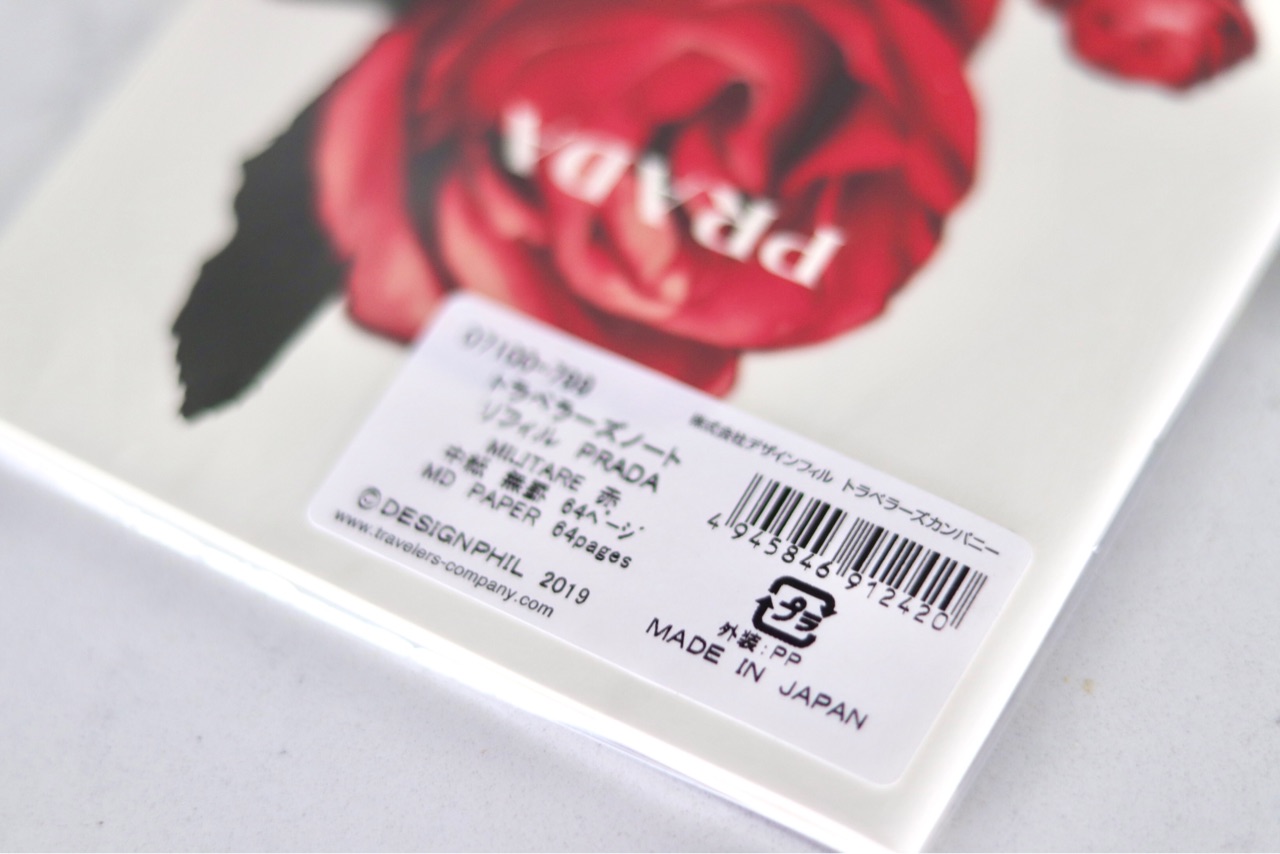 PRADA
07100-788
トラベラーズノート
リフィル PRADA
MILITARE 赤
中紙 無罫 64ページ
MD PAPER 64pages
©DESIGNPHIL 2019
www.travelers-company.com
株式会社デザインフィル トラベラーズカンパニー
4 945846 912420
プラ
外装:PP
MADE IN JAPAN